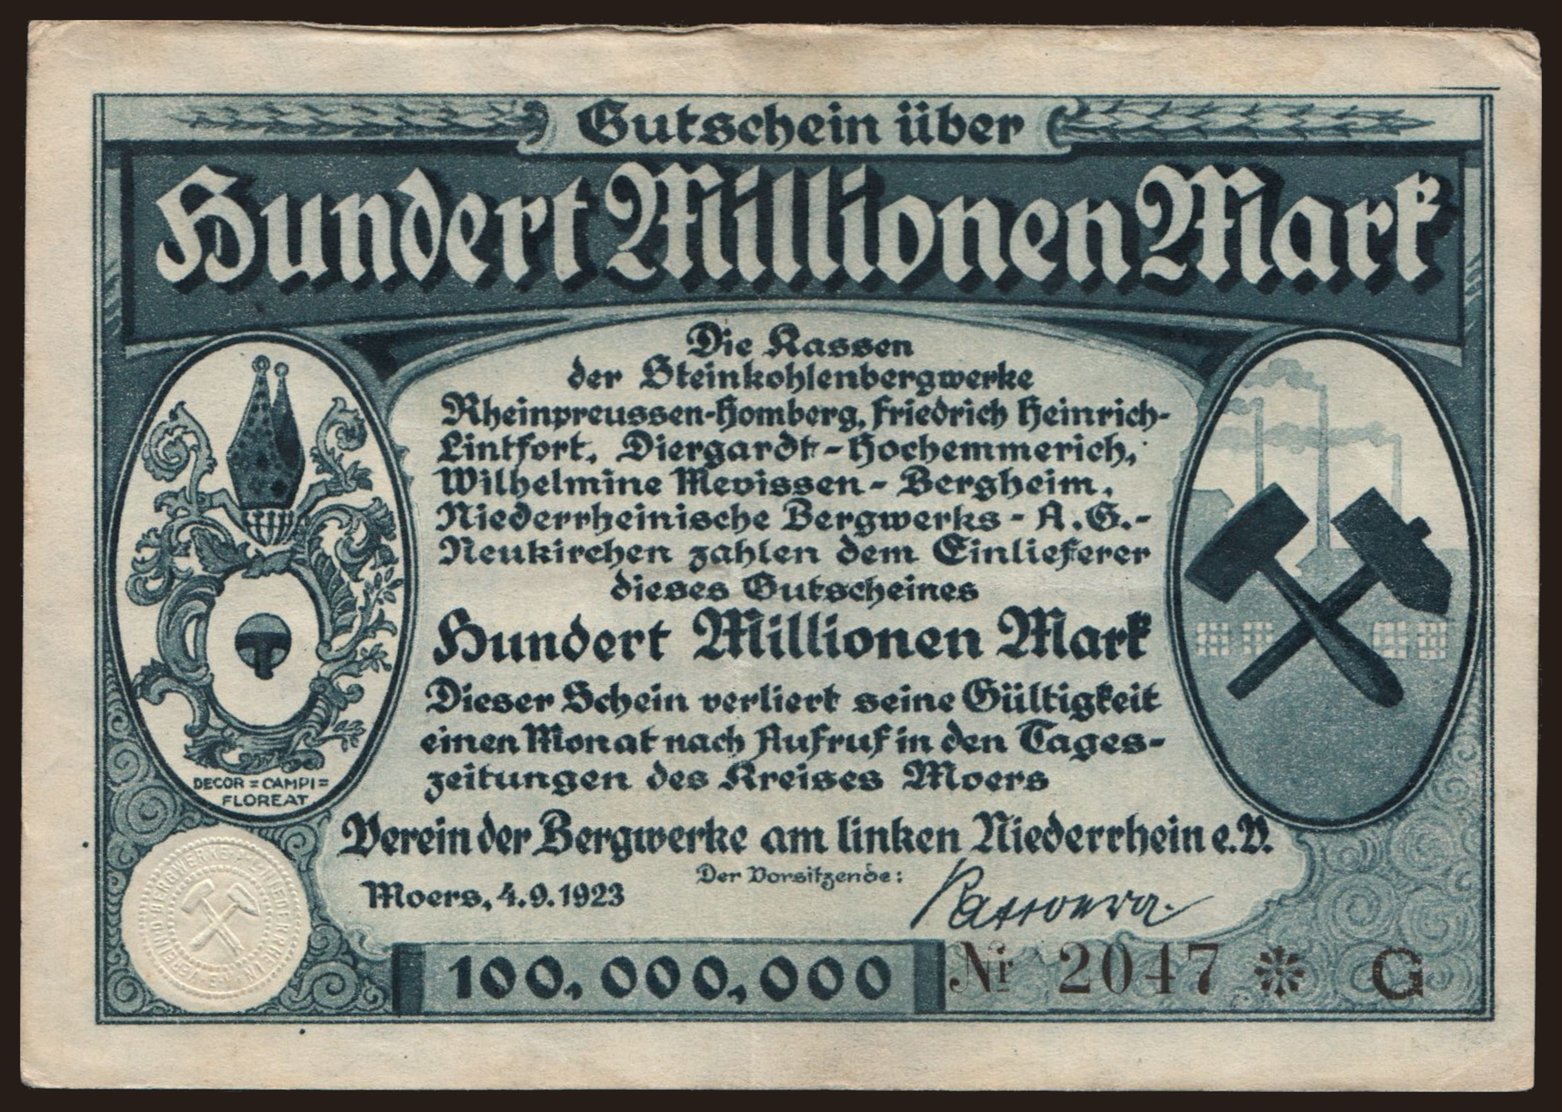 Gutschein über
Hundert Millionen Mark
Die Kassen
der Steinkohlenbergwerke
Rheinpreussen-Homberg, Friedrich Heinrich-
Lintfort, Diergardt-Hochemmerich,
Wilhelmine Mevissen-Bergheim,
Niederrheinische Bergwerks-A.G.-
Neukirchen zahlen dem Einlieferer
dieses Gutscheines
Hundert Millionen Mark
Dieser Schein verliert seine Gültigkeit
einen Monat nach Aufruf in den Tages-
zeitungen des Kreises Moers
DECOR=CAMPI=
FLOREAT
Verein der Bergwerke am linken Niederrhein e.V.
Der Vorsitzende:
Moers, 4.9.1923
100,000,000
Nr 2047 * G